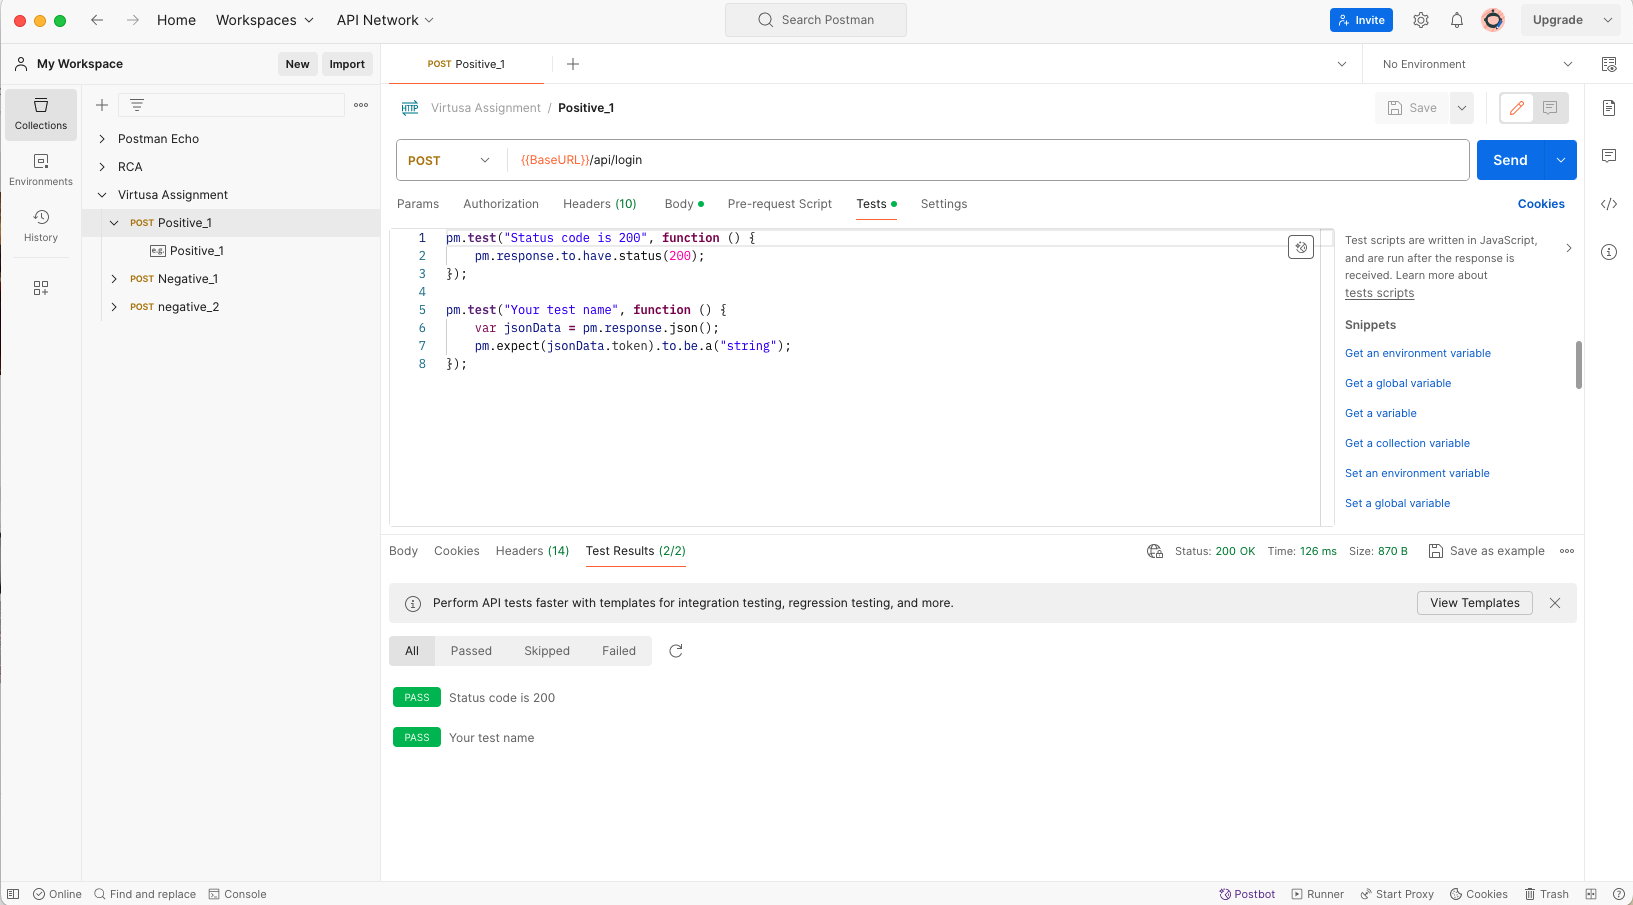 Home Workspaces API Network Search Postman Invite Upgrade
My Workspace New Import POST Positive_1 No Environment
Collections
Environments
History
Postman Echo
RCA
Virtusa Assignment
POST Positive_1
e.g. Positive_1
POST Negative_1
POST negative_2
HTTP Virtusa Assignment / Positive_1 Save
POST {{BaseURL}}/api/login Send
Params Authorization Headers (10) Body Pre-request Script Tests Settings Cookies
1 pm.test("Status code is 200", function () {
2 pm.response.to.have.status(200);
3 });
4
5 pm.test("Your test name", function () {
6 var jsonData = pm.response.json();
7 pm.expect(jsonData.token).to.be.a("string");
8 });
Test scripts are written in JavaScript,
and are run after the response is
received. Learn more about
tests scripts
Snippets
Get an environment variable
Get a global variable
Get a variable
Get a collection variable
Set an environment variable
Set a global variable
Body Cookies Headers (14) Test Results (2/2) Status: 200 OK Time: 126 ms Size: 870 B Save as example
Perform API tests faster with templates for integration testing, regression testing, and more. View Templates
All Passed Skipped Failed
PASS Status code is 200
PASS Your test name
Online Find and replace Console Postbot Runner Start Proxy Cookies Trash